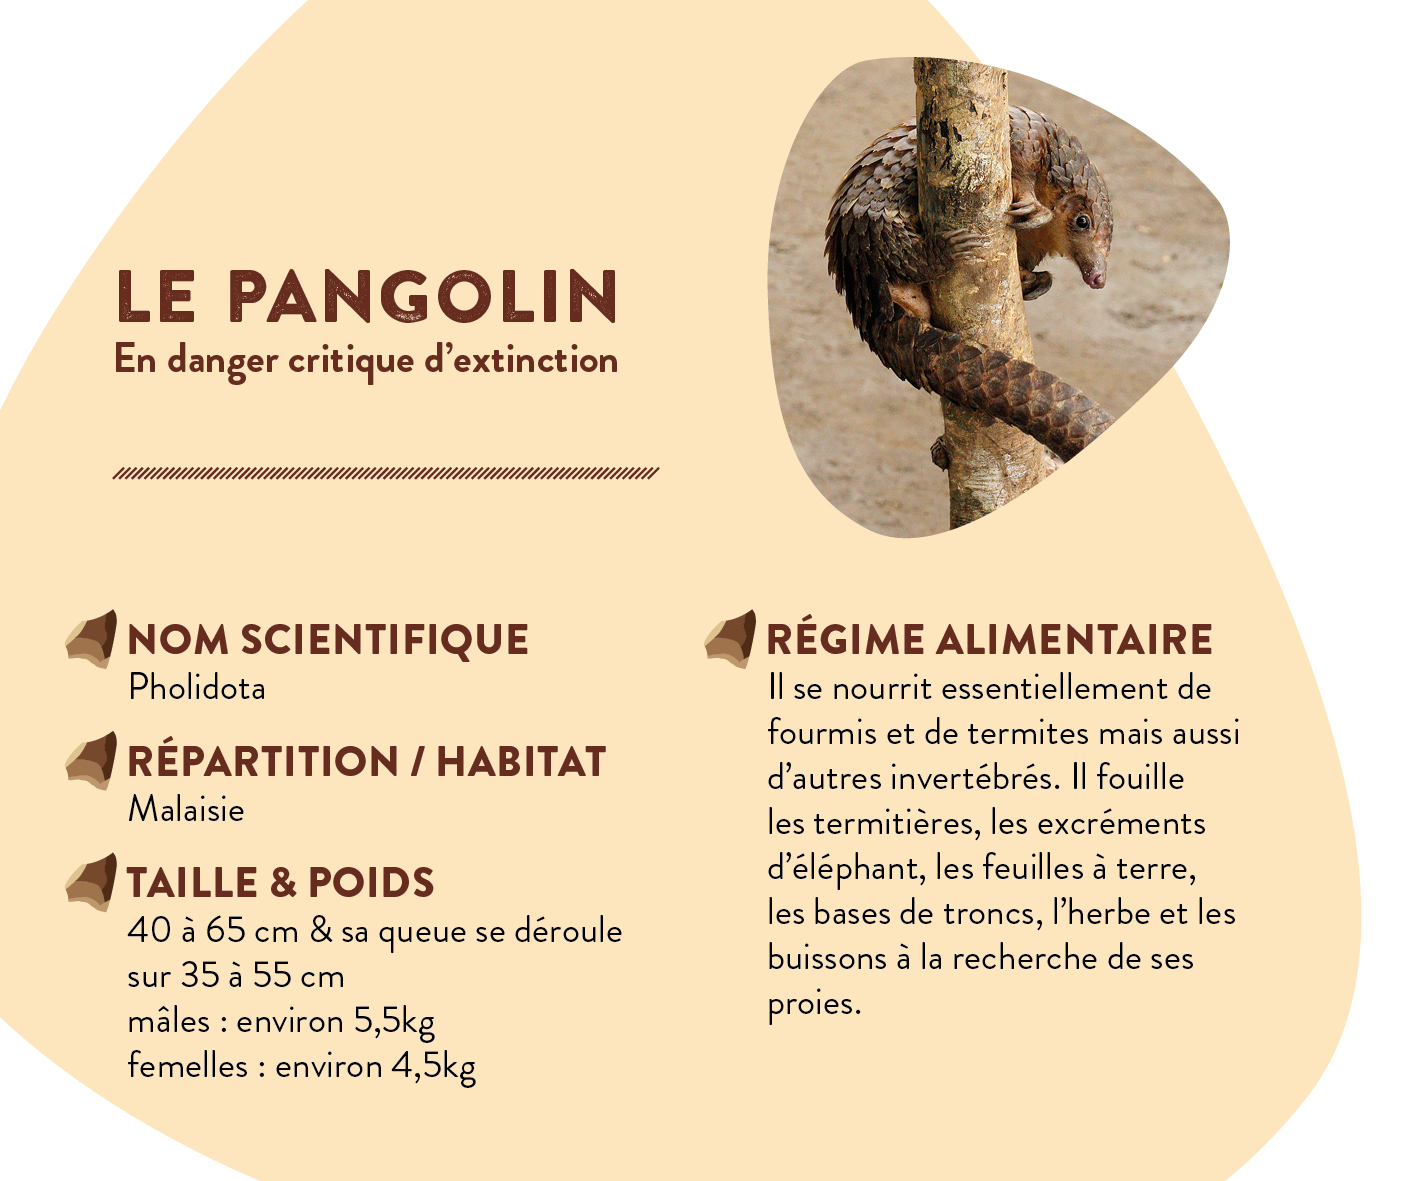 LE PANGOLIN
En danger critique d’extinction
NOM SCIENTIFIQUE
Pholidota
RÉPARTITION / HABITAT
Malaisie
TAILLE & POIDS
40 à 65 cm & sa queue se déroule
sur 35 à 55 cm
mâles : environ 5,5kg
femelles : environ 4,5kg
RÉGIME ALIMENTAIRE
Il se nourrit essentiellement de
fourmis et de termites mais aussi
d’autres invertébrés. Il fouille
les termitières, les excréments
d’éléphant, les feuilles à terre,
les bases de troncs, l’herbe et les
buissons à la recherche de ses
proies.